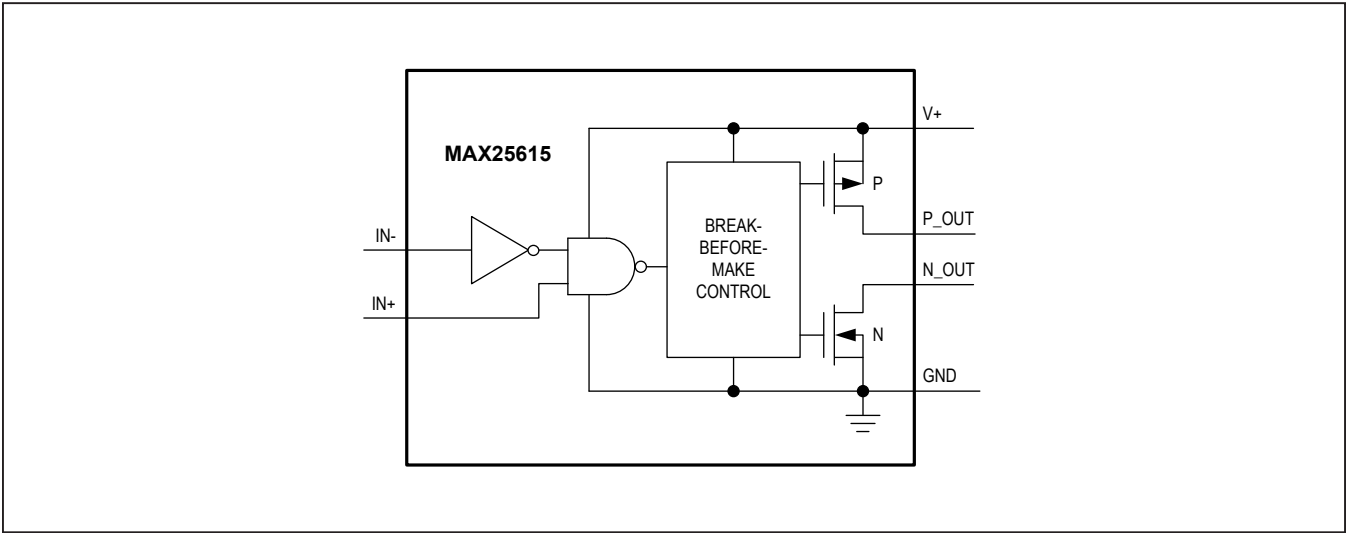 MAX25615
IN-
IN+
BREAK-
BEFORE-
MAKE
CONTROL
V+
P
P_OUT
N_OUT
N
GND